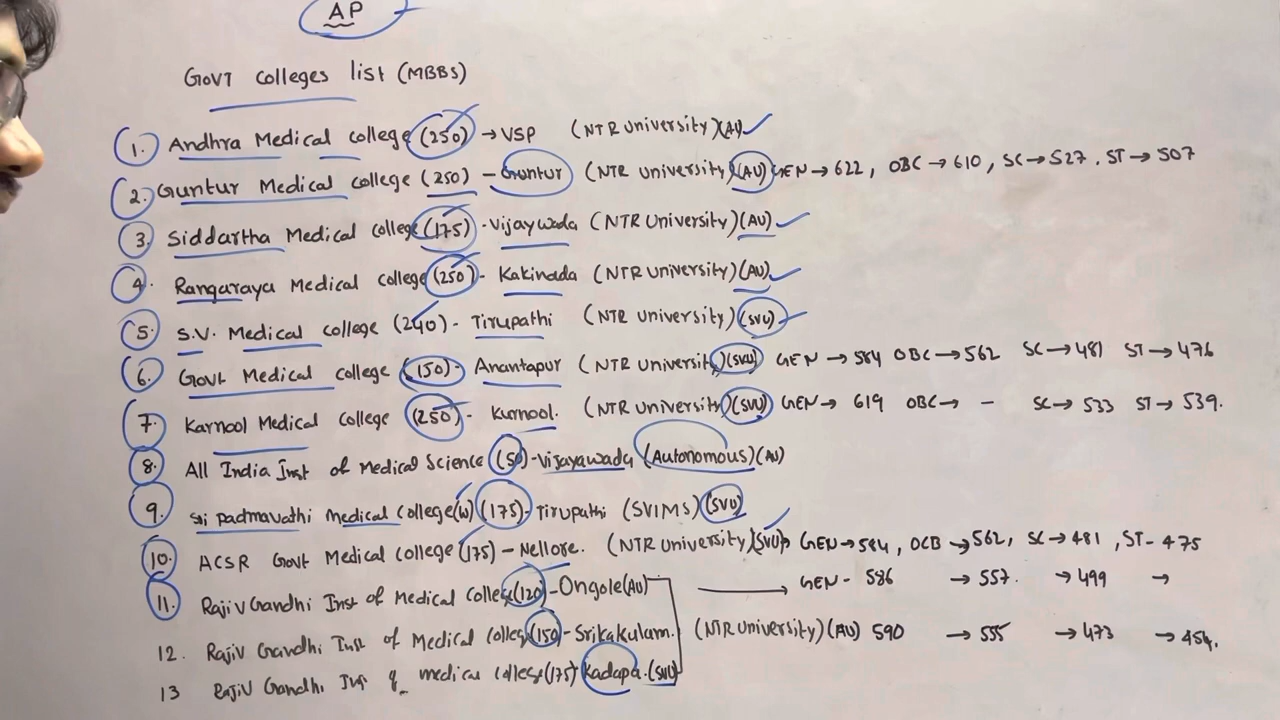 AP
GOVT Colleges list (MBBS)
1. Andhra Medical college (250) → VSP (NTR University) (AU)
2. Guntur Medical college (250) - Guntur (NTR University) (AU) GEN → 622, OBC → 610, SC → 527. ST → 507
3. Siddartha Medical college (175) - Vijaywada (NTR University) (AU)
4. Rangaraya Medical college (250) - Kakinada (NTR University) (AU)
5. S.V. Medical college (240) - Tirupathi (NTR University) (SVU)
6. Govt Medical college (150) - Anantapur (NTR University) (SVU) GEN → 584 OBC → 562 SC → 481 ST → 476
7. Karnool Medical College (250) - Kurnool. (NTR University) (SVU) GEN → 619 OBC → - SC → 533 ST → 539.
8. All India Inst of Medical Science (50) - Vijayawada (Autonomous) (AU)
9. Sri padmavathi Medical College (W) (175) - Tirupathi (SVIMS) (SVU)
10. ACSR Govt Medical College (175) - Nellore. (NTR University) (SVU) GEN → 584, OCB → 562, SC → 481, ST - 475
11. Rajiv Gandhi Inst of Medical College (120) - Ongole (AU) → GEN - 586 → 557. → 499 →
12. Rajiv Gandhi Inst of Medical College (150) - Srikakulam. (NTR University) (AU) 590 → 555 → 473 → 454.
13 Rajiv Gandhi of medical college (175) Kadapa. (SVU)